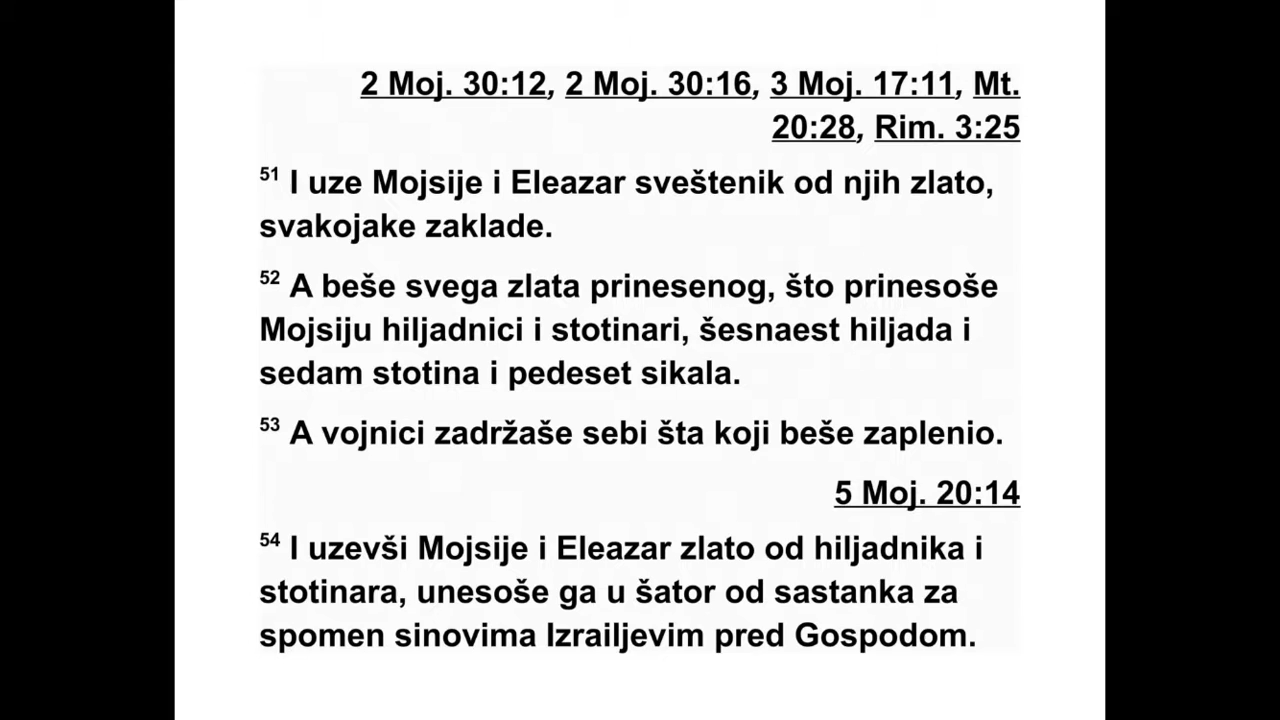 2 Moj. 30:12, 2 Moj. 30:16, 3 Moj. 17:11, Mt.
20:28, Rim. 3:25
51 I uze Mojsije i Eleazar sveštenik od njih zlato,
svakojake zaklade.
52 A beše svega zlata prinesenog, što prinesoše
Mojsiju hiljadnici i stotinari, šesnaest hiljada i
sedam stotina i pedeset sikala.
53 A vojnici zadržaše sebi šta koji beše zaplenio.
5 Moj. 20:14
54 I uzevši Mojsije i Eleazar zlato od hiljadnika i
stotinara, unesoše ga u šator od sastanka za
spomen sinovima Izrailjevim pred Gospodom.